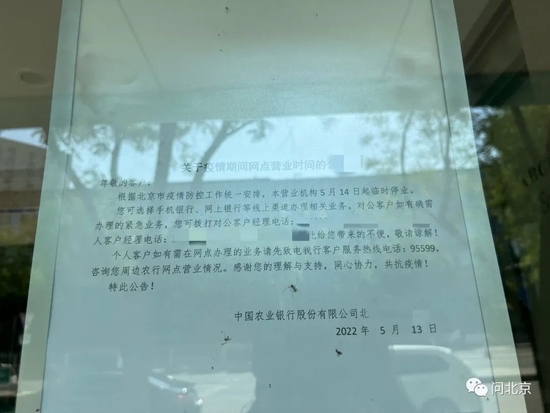 关于疫情期间网点营业时间的公
尊敬的客户,
根据北京市疫情防控工作统一安排,本营业机构5月14日起临时停业。
您可选择手机银行、网上银行等线上渠道办理相关业务,对公客户如有确需
办理的紧急业务,您可拨打对公客户经理电话:
人客户经理电话: 比给您带来的不便,敬请谅解!
个人客户如有需在网点办理的业务请先致电我行客户服务热线电话:95599,
咨询您周边农行网点营业情况。感谢您的理解与支持,同心协力,共抗疫情!
特此公告!
中国农业银行股份有限公司北
2022年5月13日
问北京